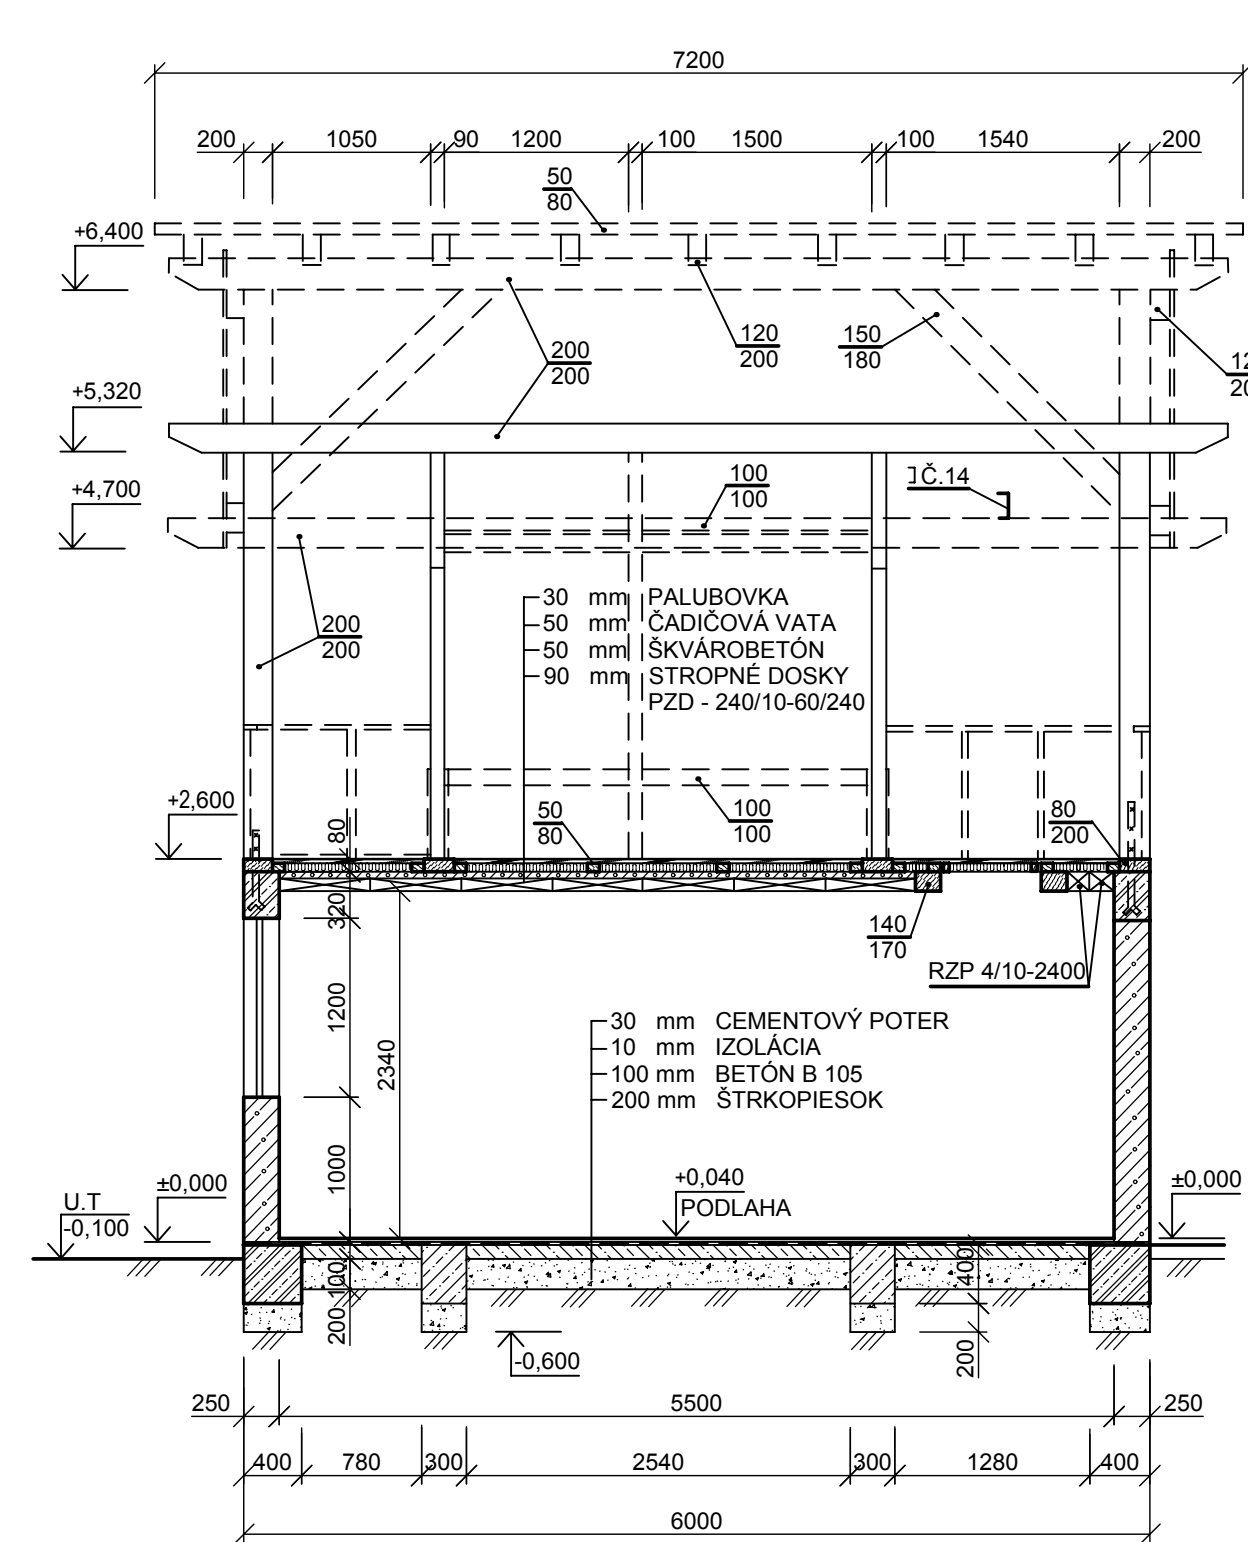 7200
200 1050 90 1200 100 1500 100 1540 200
50
80
+6,400
120
200
150
180
200
200
+5,320
+4,700
100
100
ㄷČ.14
30 mm PALUBOVKA
50 mm ČADIČOVÁ VATA
50 mm ŠKVÁROBETÓN
90 mm STROPNÉ DOSKY
PZD - 240/10-60/240
200
200
+2,600
80
50
80
100
100
80
200
320
140
170
RZP 4/10-2400
1200
2340
30 mm CEMENTOVÝ POTER
10 mm IZOLÁCIA
100 mm BETÓN B 105
200 mm ŠTRKOPIESOK
1000
±0,000
U.T
-0,100
+0,040
PODLAHA
±0,000
100
200
400
200
-0,600
250 5500 250
400 780 300 2540 300 1280 400
6000